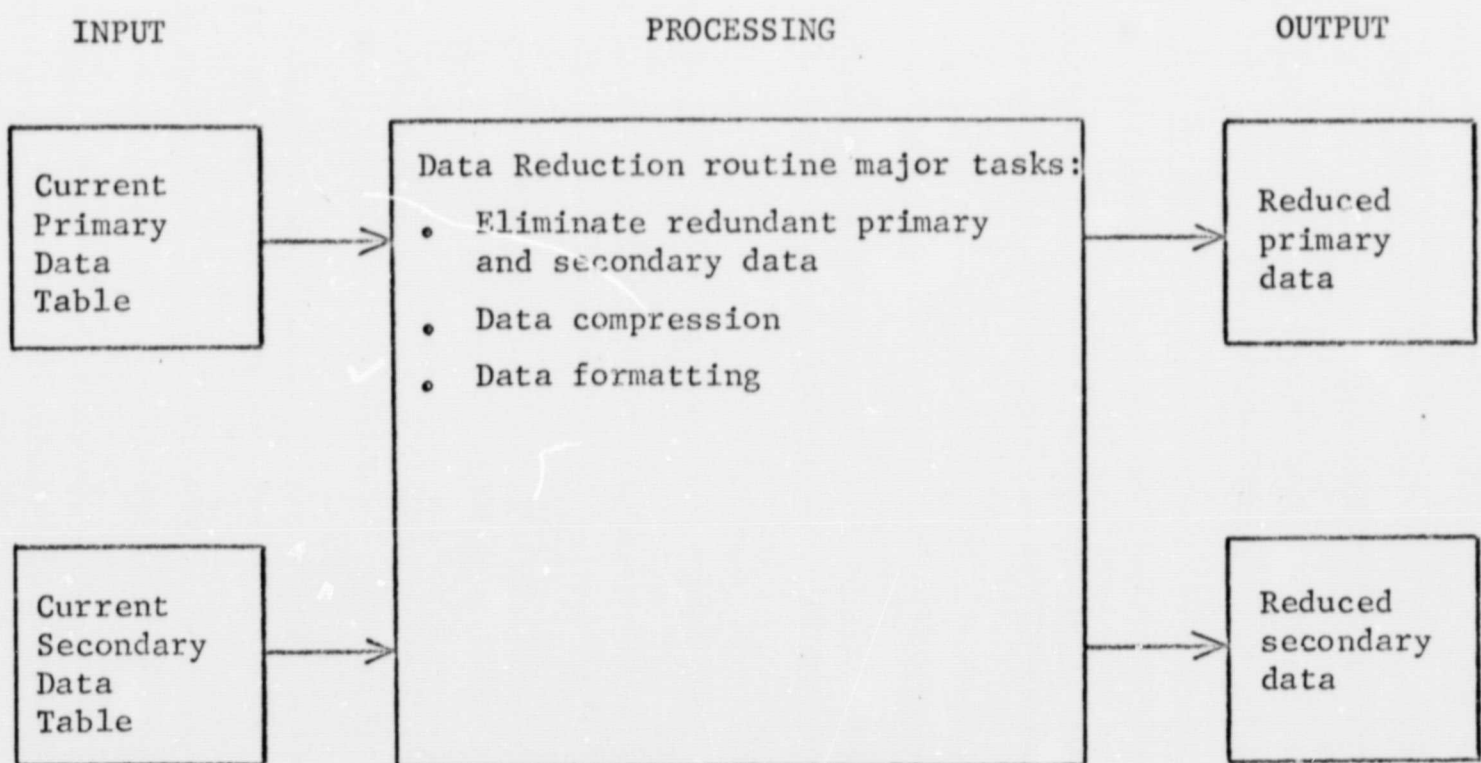 INPUT
PROCESSING
OUTPUT
Current
Primary
Data
Table
Data Reduction routine major tasks:
• Eliminate redundant primary
and secondary data
• Data compression
• Data formatting
Reduced
primary
data
Current
Secondary
Data
Table
Reduced
secondary
data